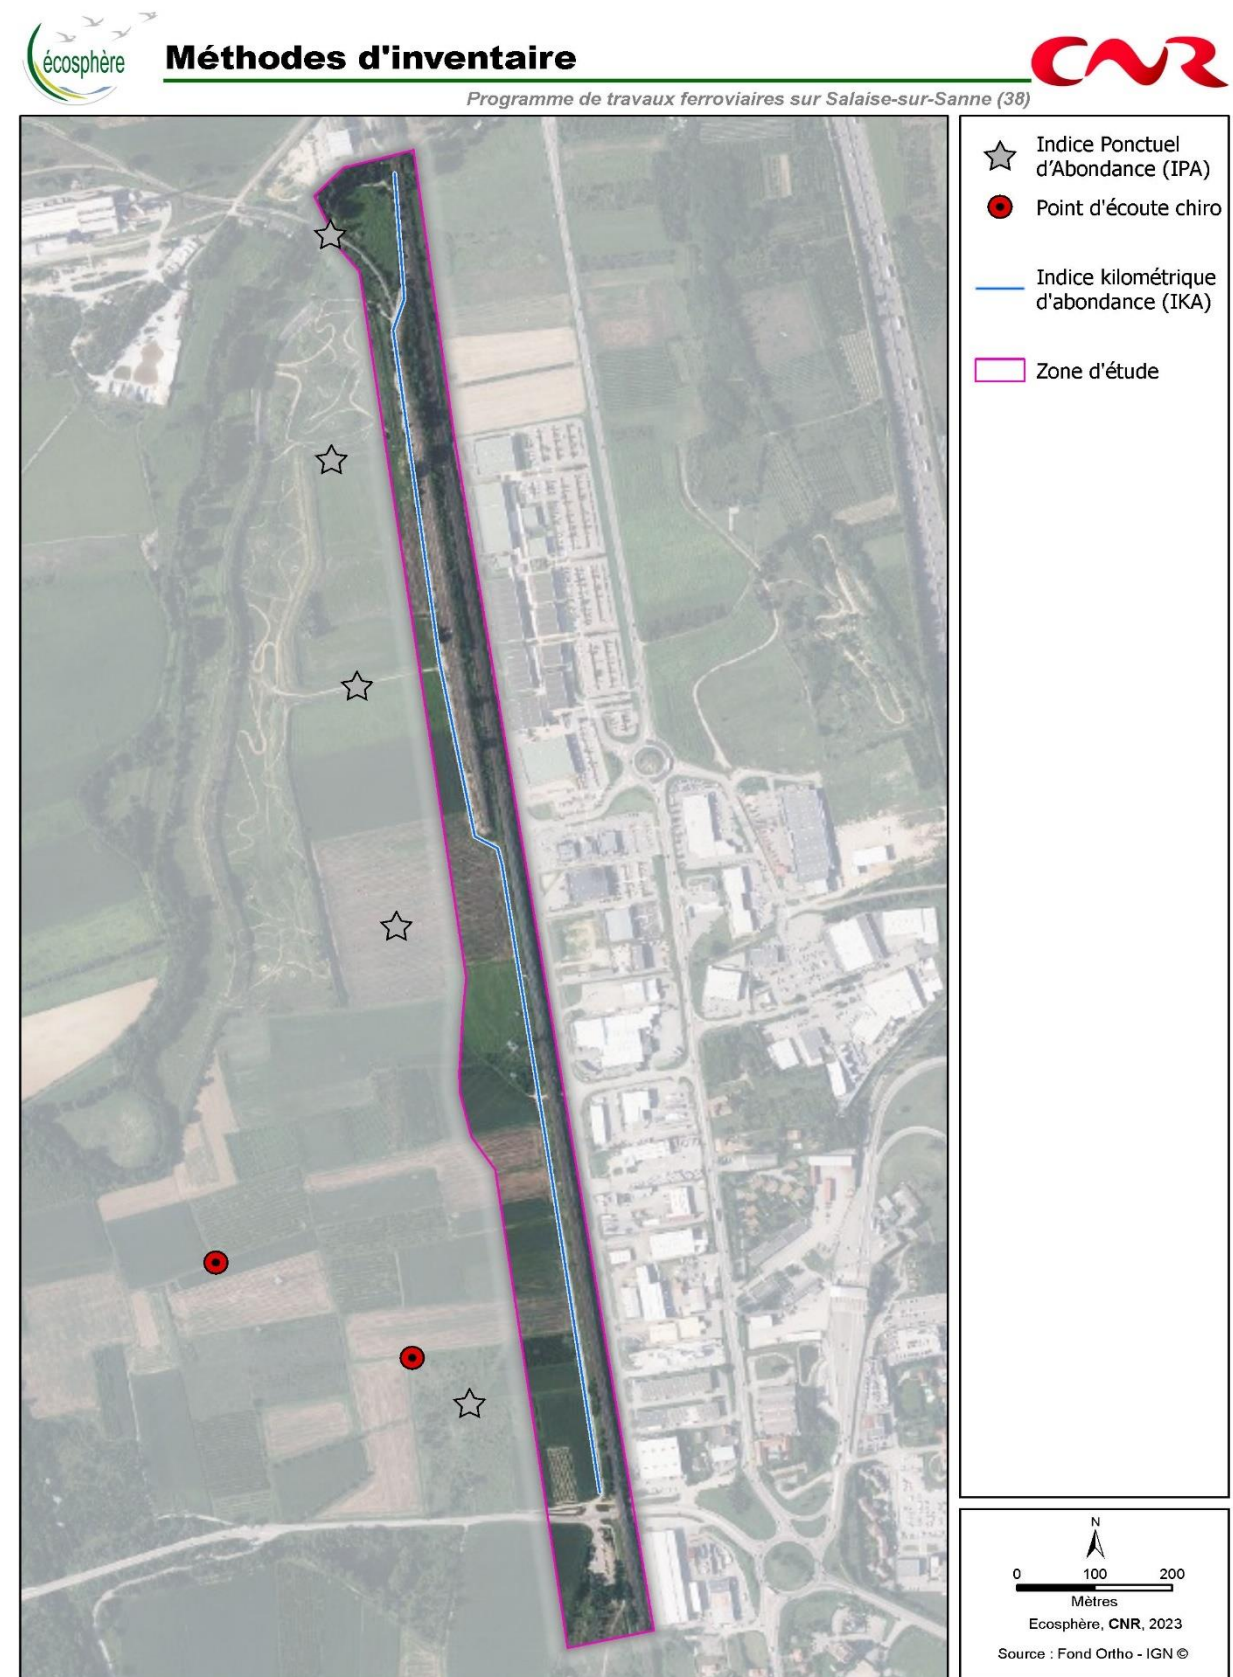 écosphère
Méthodes d'inventaire
CNR
Programme de travaux ferroviaires sur Salaise-sur-Sanne (38)
Indice Ponctuel
d'Abondance (IPA)
Point d'écoute chiro
Indice kilométrique
d'abondance (IKA)
Zone d'étude
N
0 100 200
Mètres
Ecosphère, CNR, 2023
Source : Fond Ortho - IGN ©